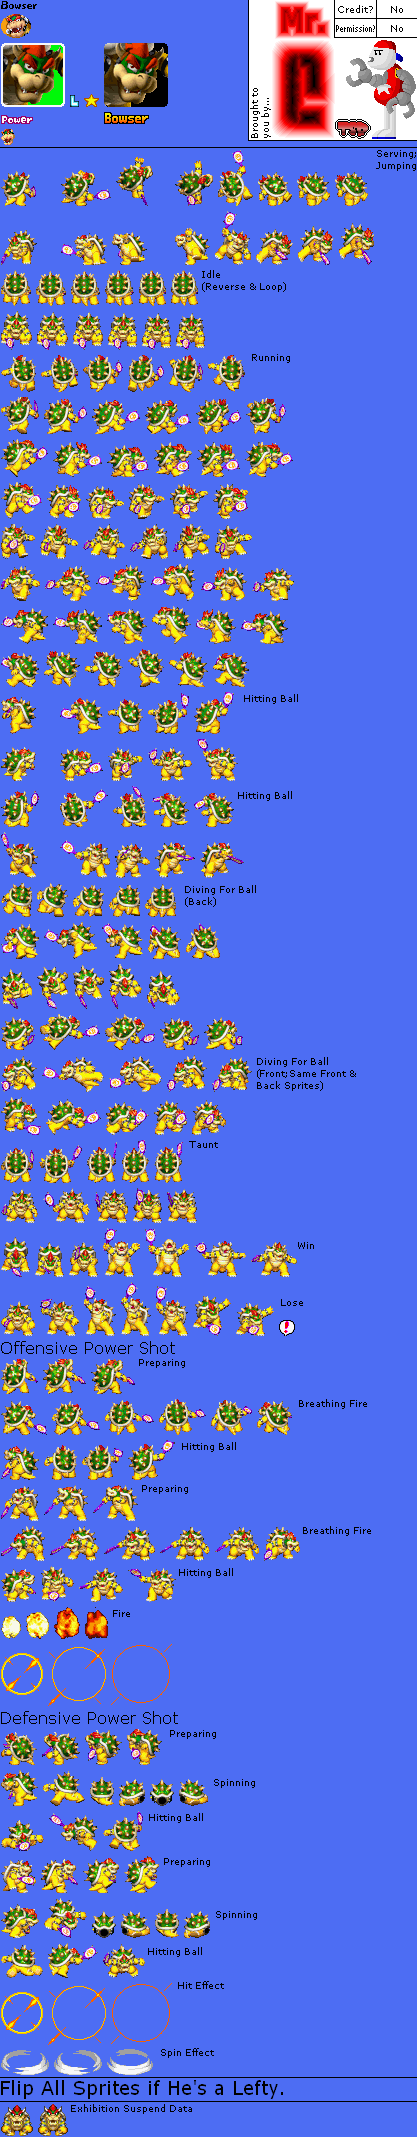 Bowser
Credit?
No
Permission?
No
Mr.
Brought to
you by...
L
Power
Bowser
Serving;
Jumping
Idle
(Reverse & Loop)
Running
Hitting Ball
Hitting Ball
Diving For Ball
(Back)
Diving For Ball
(Front; Same Front &
Back Sprites)
Taunt
Win
Lose
!
Offensive Power Shot
Preparing
Breathing Fire
Hitting Ball
Preparing
Breathing Fire
Hitting Ball
Fire
Defensive Power Shot
Preparing
Spinning
Hitting Ball
Preparing
Spinning
Hitting Ball
Hit Effect
Spin Effect
Flip All Sprites if He's a Lefty.
Exhibition Suspend Data